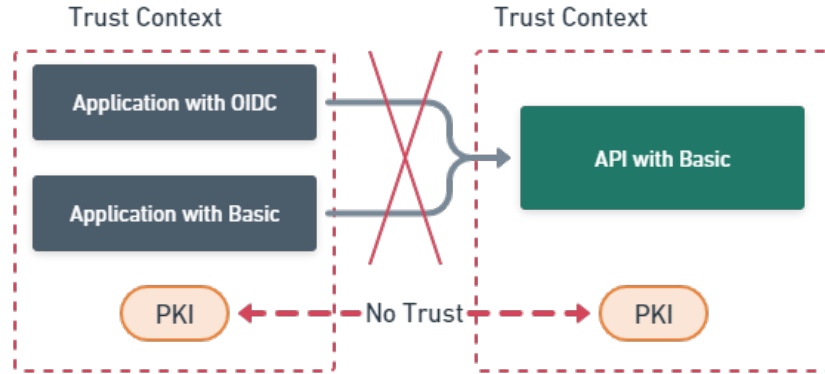 Trust Context
Trust Context
Application with OIDC
Application with Basic
API with Basic
PKI
No Trust
PKI